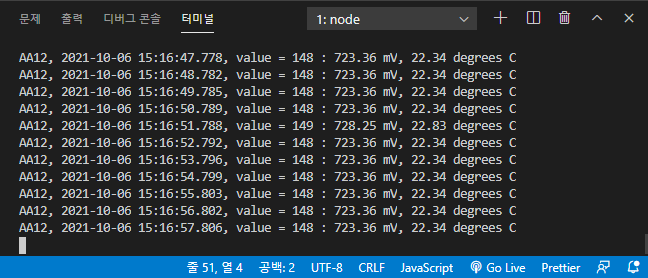 문제 출력 디버그 콘솔 터미널 1: node
AA12, 2021-10-06 15:16:47.778, value = 148 : 723.36 mV, 22.34 degrees C
AA12, 2021-10-06 15:16:48.782, value = 148 : 723.36 mV, 22.34 degrees C
AA12, 2021-10-06 15:16:49.785, value = 148 : 723.36 mV, 22.34 degrees C
AA12, 2021-10-06 15:16:50.789, value = 148 : 723.36 mV, 22.34 degrees C
AA12, 2021-10-06 15:16:51.788, value = 149 : 728.25 mV, 22.83 degrees C
AA12, 2021-10-06 15:16:52.792, value = 148 : 723.36 mV, 22.34 degrees C
AA12, 2021-10-06 15:16:53.796, value = 148 : 723.36 mV, 22.34 degrees C
AA12, 2021-10-06 15:16:54.799, value = 148 : 723.36 mV, 22.34 degrees C
AA12, 2021-10-06 15:16:55.803, value = 148 : 723.36 mV, 22.34 degrees C
AA12, 2021-10-06 15:16:56.802, value = 148 : 723.36 mV, 22.34 degrees C
AA12, 2021-10-06 15:16:57.806, value = 148 : 723.36 mV, 22.34 degrees C
줄 51, 열 4 공백: 2 UTF-8 CRLF JavaScript Go Live Prettier